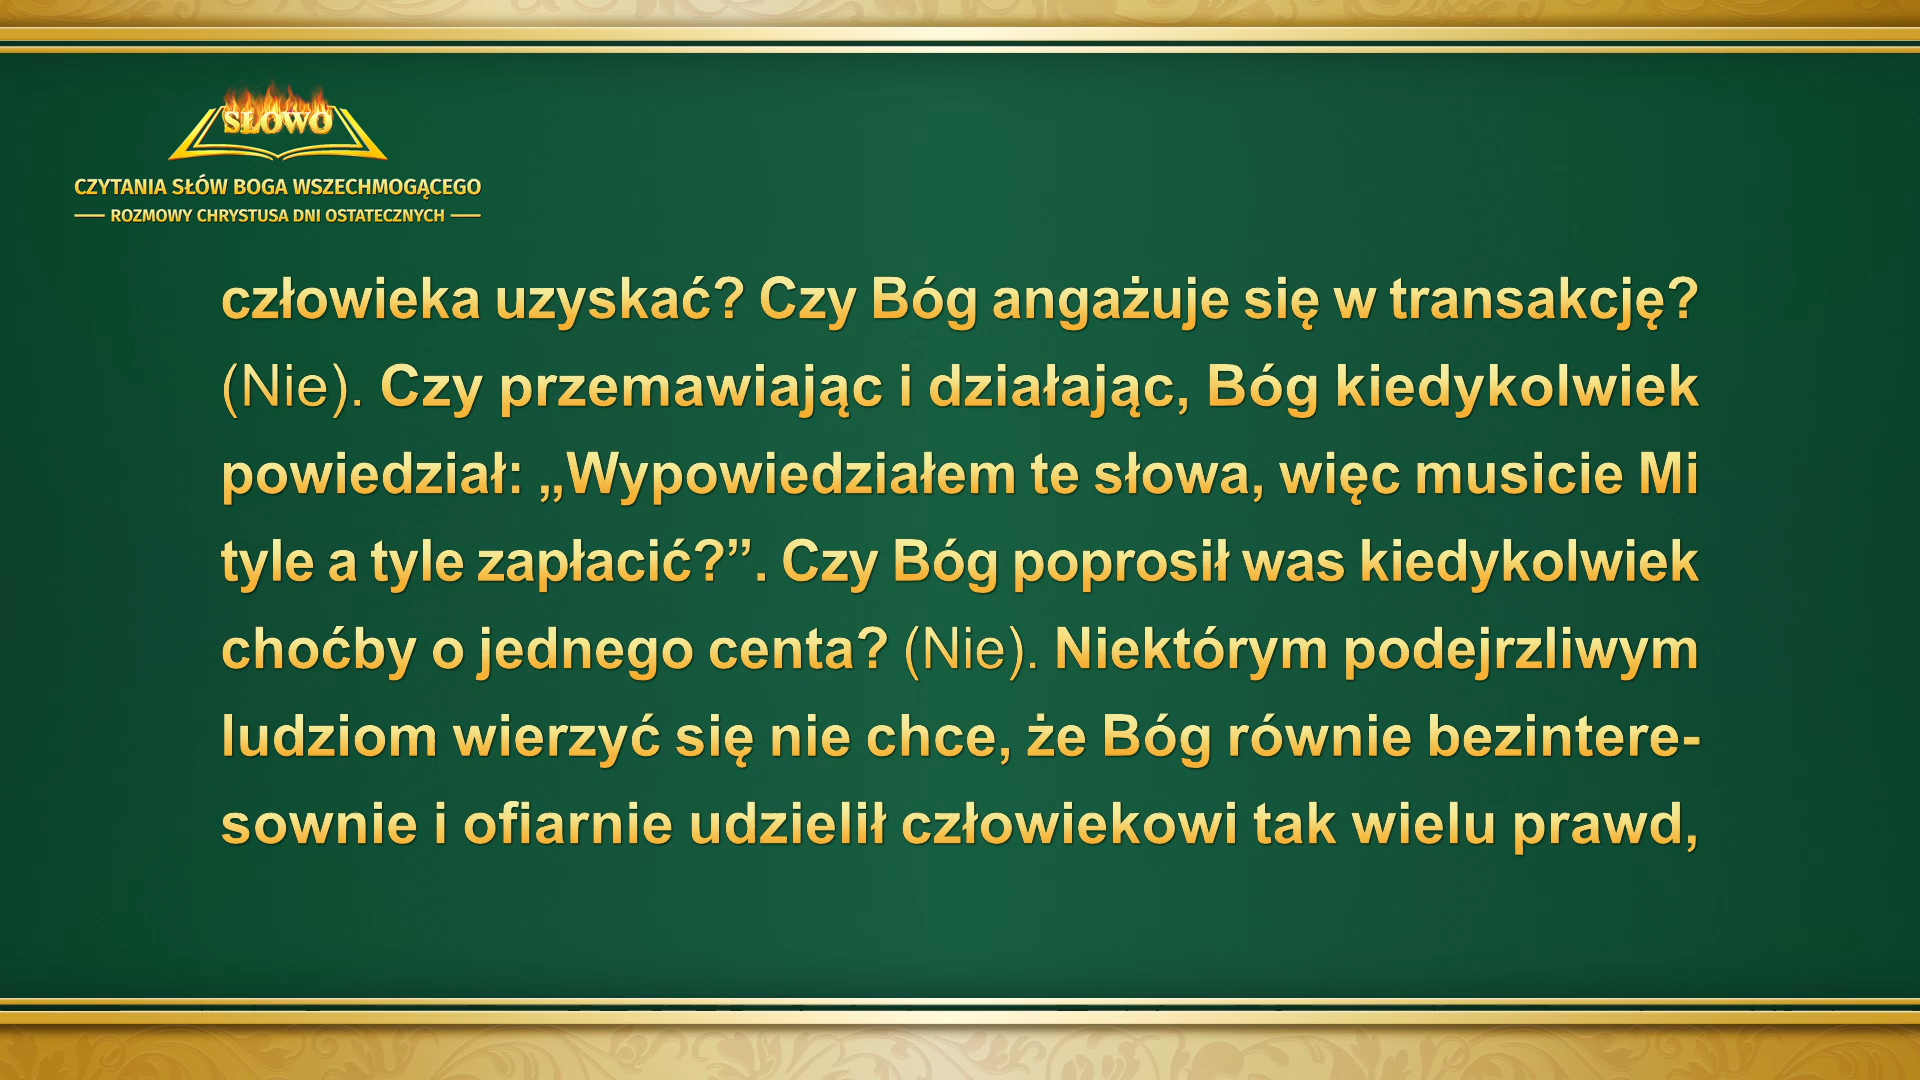 SŁOWO
CZYTANIA SŁÓW BOGA WSZECHMOGĄCEGO
ROZMOWY CHRYSTUSA DNI OSTATECZNYCH
człowieka uzyskać? Czy Bóg angażuje się w transakcję?
(Nie). Czy przemawiając i działając, Bóg kiedykolwiek
powiedział: „Wypowiedziałem te słowa, więc musicie Mi
tyle a tyle zapłacić?”. Czy Bóg poprosił was kiedykolwiek
choćby o jednego centa? (Nie). Niektórym podejrzliwym
ludziom wierzyć się nie chce, że Bóg równie bezintere-
sownie i ofiarnie udzielił człowiekowi tak wielu prawd,